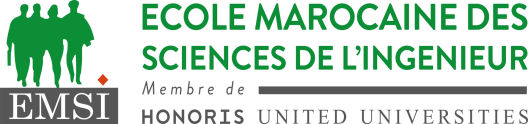 EMSI
ECOLE MAROCAINE DES
SCIENCES DE L'INGENIEUR
Membre de
HONORIS UNITED UNIVERSITIES